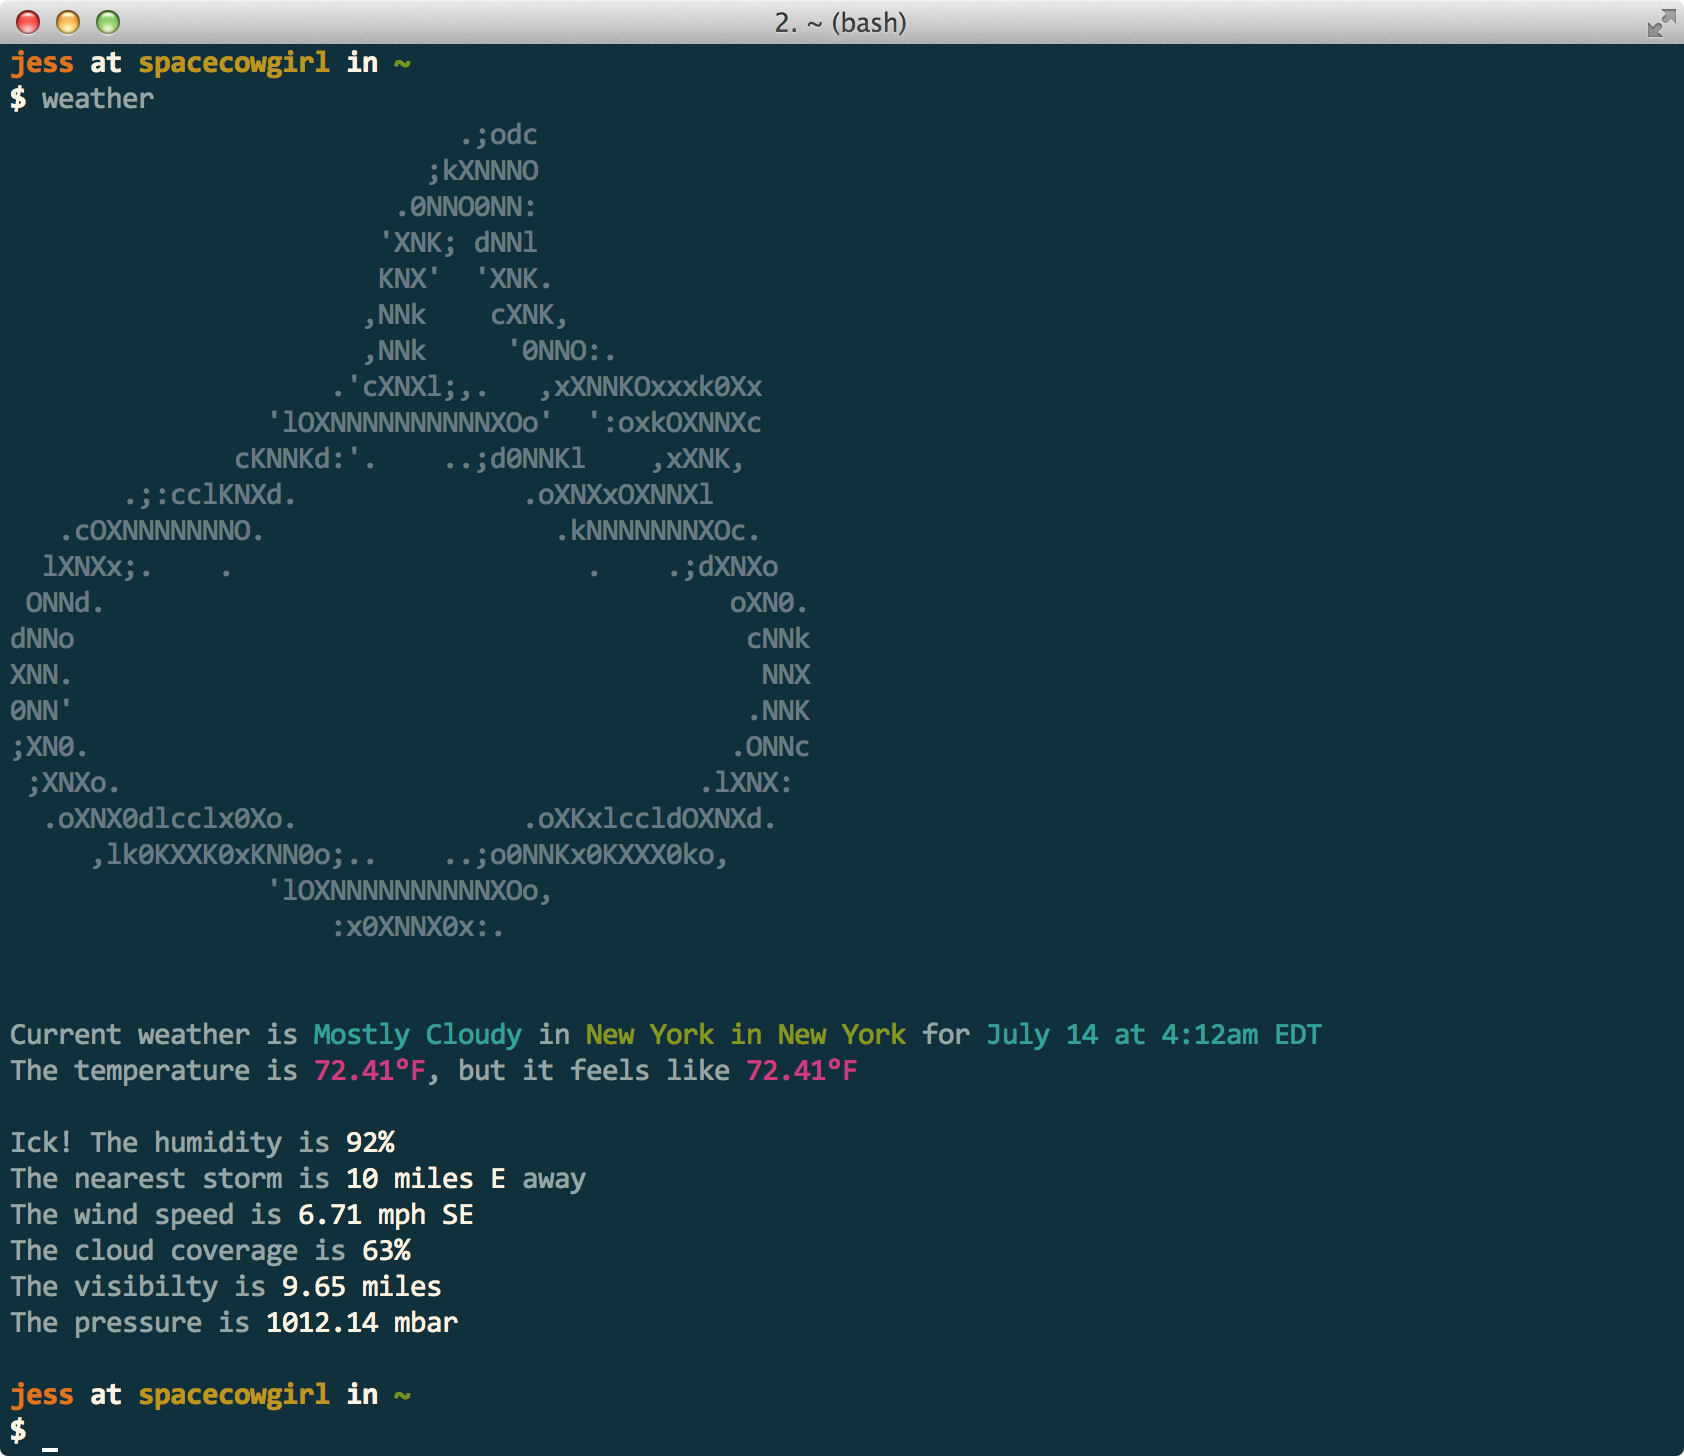 2. ~ (bash)
jess at spacecowgirl in ~
$ weather
                            .;odc
                          ;kXNNNO
                        .0NNO0NN:
                       'XNK; dNNl
                       KNX'  'XNK.
                      ,NNk    cXNK,
                      ,NNk     '0NNO:.
                    .'cXNXl;,.   ,xXNNKOxxxk0Xx
                'lOXNNNNNNNNNNXOo'  ':oxkOXNNXc
              cKNNKd:'.    ..;d0NNKl    ,xXNK,
       .;:cclKNXd.              .oXNXxOXNNXl
   .cOXNNNNNNNO.                  .kNNNNNNNXOc.
  lXNXx;.    .                      .    .;dXNXo
 ONNd.                                       oXN0.
dNNo                                          cNNk
XNN.                                           NNX
0NN'                                          .NNK
;XN0.                                        .ONNc
 ;XNXo.                                    .lXNX:
  .oXNX0dlcclx0Xo.              .oXKxlccldOXNXd.
     ,lk0KXXK0xKNN0o;..    ..;o0NNKx0KXXX0ko,
                'lOXNNNNNNNNNNXOo,
                    :x0XNNX0x:.
Current weather is Mostly Cloudy in New York in New York for July 14 at 4:12am EDT
The temperature is 72.41°F, but it feels like 72.41°F
Ick! The humidity is 92%
The nearest storm is 10 miles E away
The wind speed is 6.71 mph SE
The cloud coverage is 63%
The visibilty is 9.65 miles
The pressure is 1012.14 mbar
jess at spacecowgirl in ~
$ _